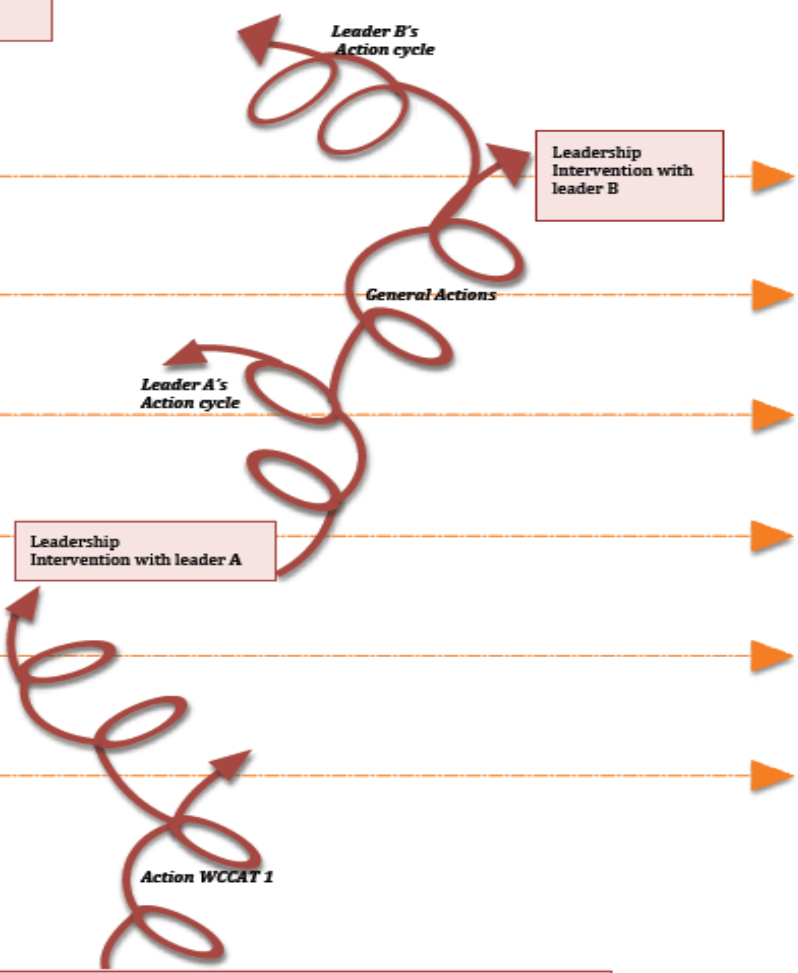 Leader B's
Action cycle
Leadership
Intervention with
leader B
General Actions
Leader A's
Action cycle
Leadership
Intervention with leader A
Action WCCAT 1